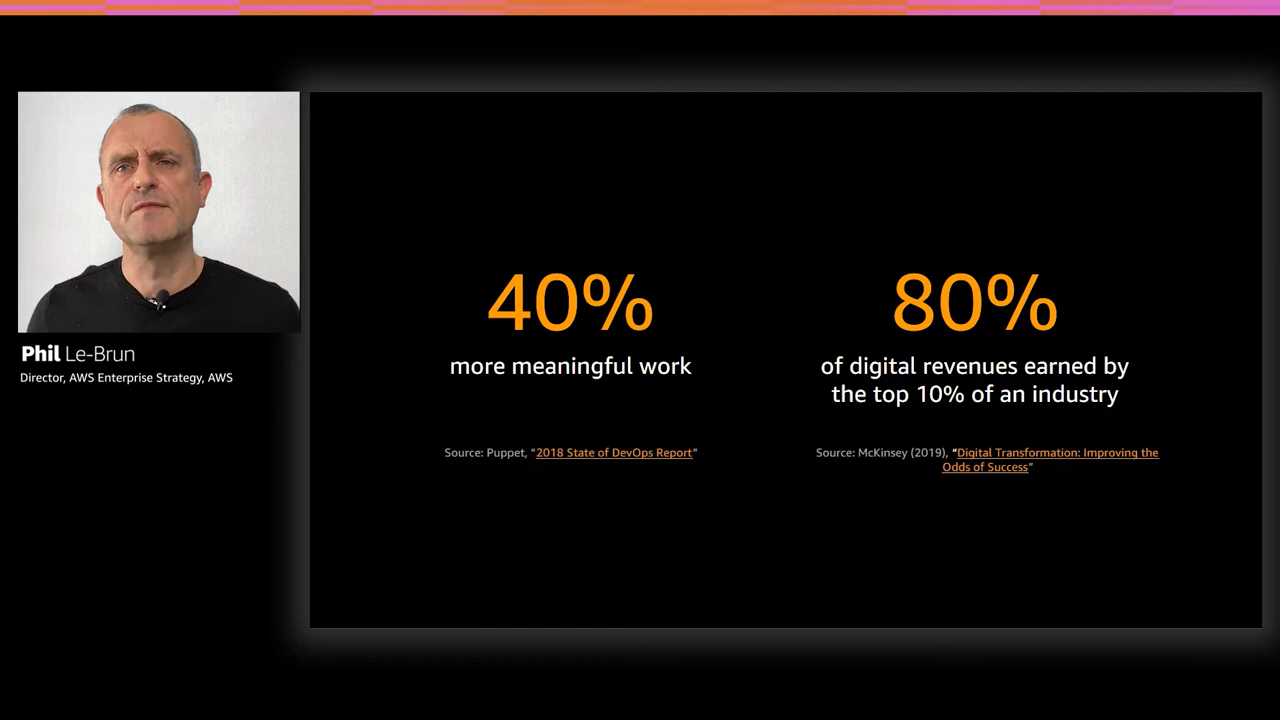 Phil Le-Brun
Director, AWS Enterprise Strategy, AWS
40%
more meaningful work
Source: Puppet, “2018 State of DevOps Report”
80%
of digital revenues earned by
the top 10% of an industry
Source: McKinsey (2019), “Digital Transformation: Improving the
Odds of Success”